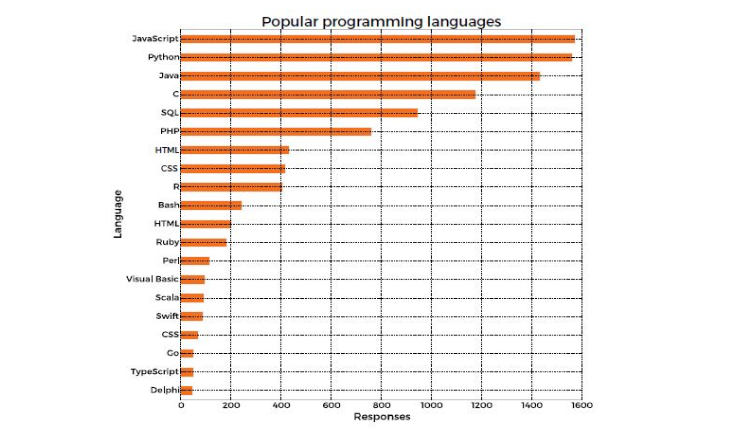 Popular programming languages
JavaScript
Python
Java
C
SQL
PHP
HTML
CSS
R
Bash
HTML
Ruby
Perl
Visual Basic
Scala
Swift
CSS
Go
TypeScript
Delphi
Language
0 200 400 600 800 1000 1200 1400 1600
Responses